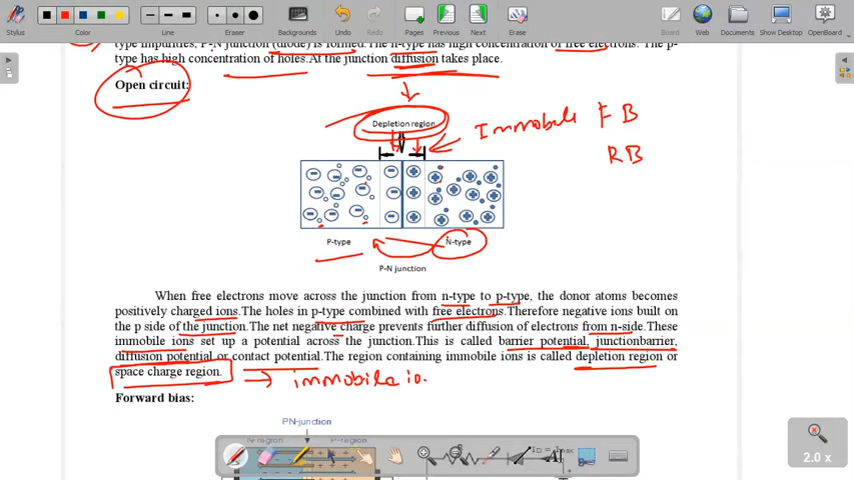 Stylus
Colors
Line
Eraser
Backgrounds
Undo
Redo
Pages
Previous
Next
Erase
Board
Web
Documents
Show Desktop
OpenBoard
type impurities, P-N junction (diode) is formed. The n-type has high concentration of free electrons. The p-
type has high concentration of holes. At the junction diffusion takes place.
Open circuit:
Depletion region
Immobile FB
RB
P-type
N-type
P-N junction
When free electrons move across the junction from n-type to p-type, the donor atoms becomes
positively charged ions.The holes in p-type combined with free electrons. Therefore negative ions built on
the p side of the junction.The net negative charge prevents further diffusion of electrons from n-side.These
immobile ions set up a potential across the junction.This is called barrier potential, junctionbarrier,
diffusion potential or contact potential.The region containing immobile ions is called depletion region or
space charge region.
immobile io.
Forward bias:
PN-junction
N-region
P-region
2.0 x